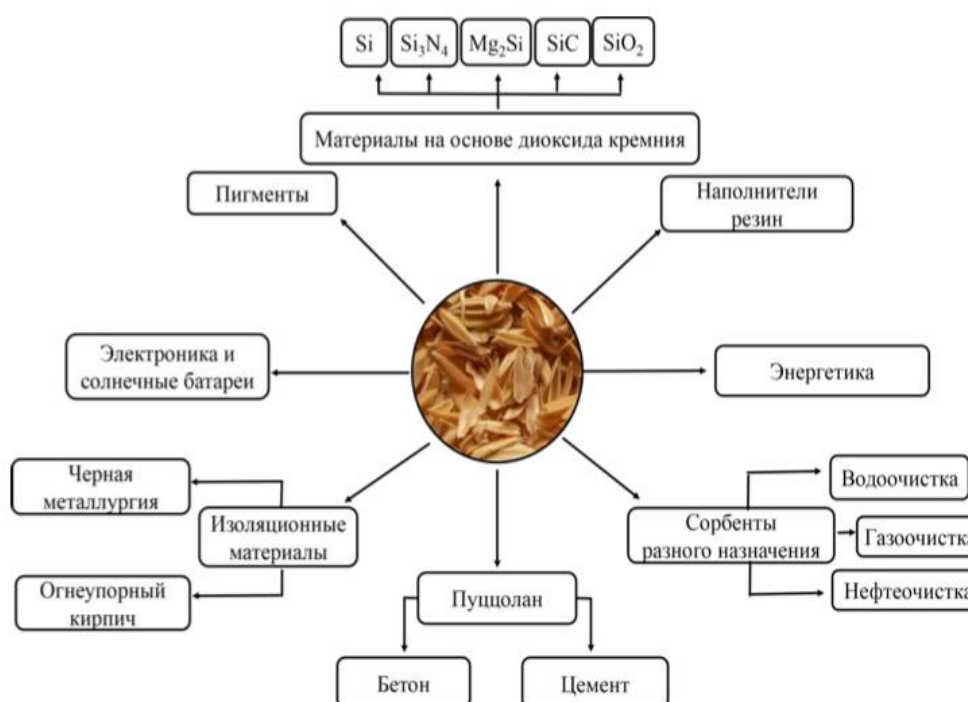 Si
Si3N4
Mg2Si
SiC
SiO2
Материалы на основе диоксида кремния
Пигменты
Наполнители
резин
Электроника и
солнечные батареи
Энергетика
Черная
металлургия
Изоляционные
материалы
Огнеупорный
кирпич
Сорбенты
разного назначения
Водоочистка
Газоочистка
Нефтеочистка
Пуццолан
Бетон
Цемент